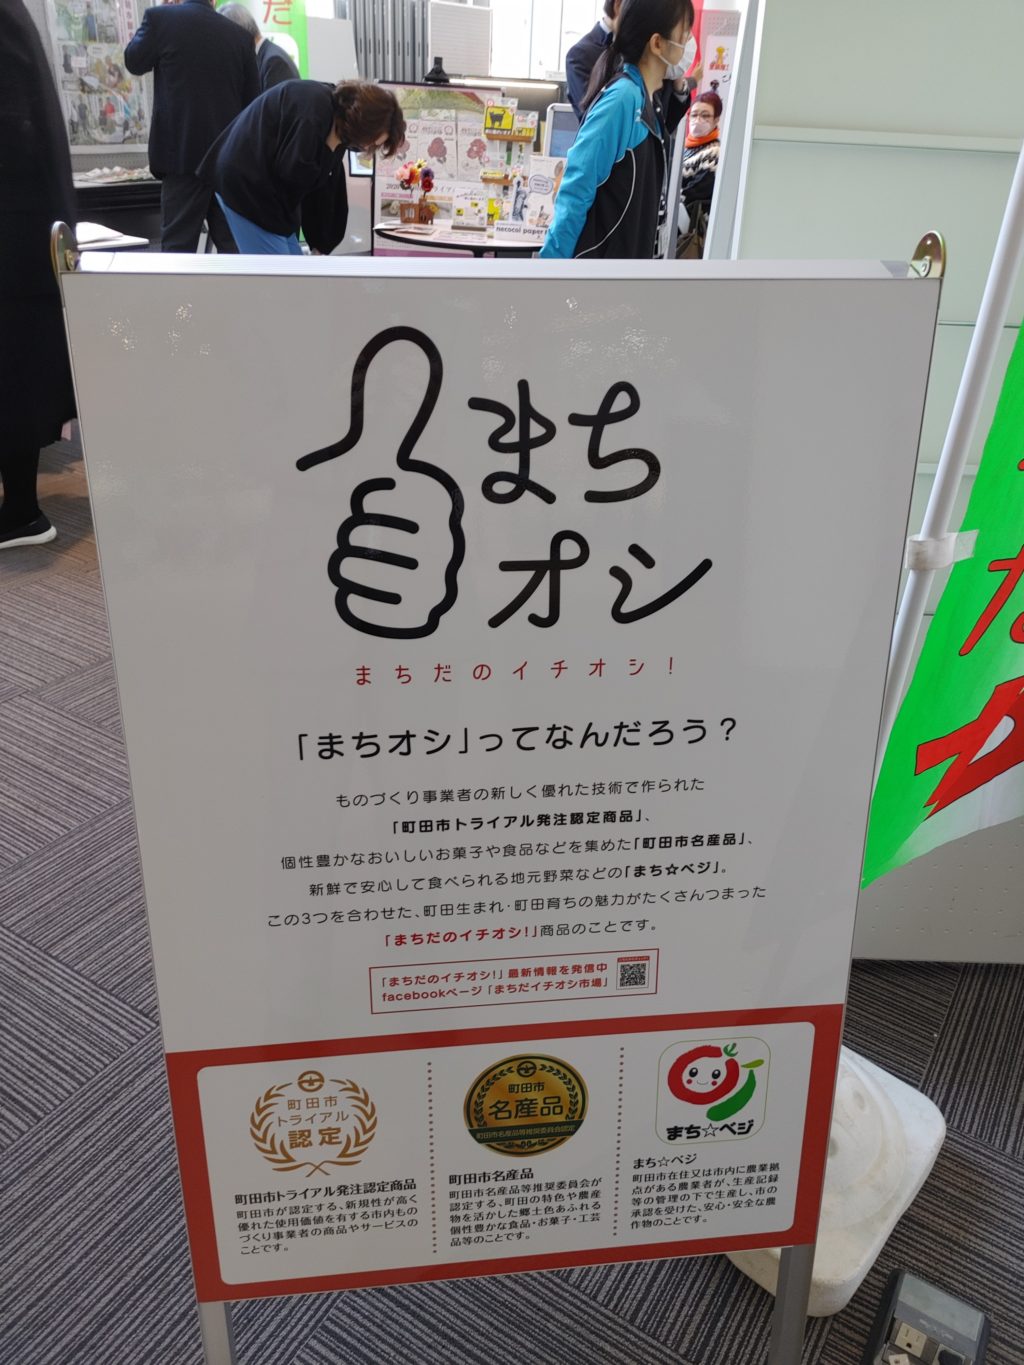 だ
necocoi paper
まち
オシ
まちだのイチオシ!
「まちオシ」ってなんだろう?
ものづくり事業者の新しく優れた技術で作られた
「町田市トライアル発注認定商品」、
個性豊かなおいしいお菓子や食品などを集めた「町田市名産品」、
新鮮で安心して食べられる地元野菜などの「まち☆ベジ」。
この3つを合わせた、町田生まれ・町田育ちの魅力がたくさんつまった
「まちだのイチオシ!」商品のことです。
「まちだのイチオシ!」最新情報を発信中
facebookページ「まちだイチオシ市場」
町田市
トライアル
認定
町田市トライアル発注認定商品
町田市が認定する、新規性が高く
優れた使用価値を有する市内もの
づくり事業者の商品やサービスの
ことです。
町田市
名産品
町田市名産品等推奨委員会認定
町田市名産品
町田市名産品等推奨委員会が
認定する、町田の特色や農産
物を活かした郷土色あふれる
個性豊かな食品・お菓子・工芸
品等のことです。
まち☆ベジ
まち☆ベジ
町田市在住又は市内に農業拠
点がある農業者が、生産記録
等の管理の下で生産し、市の
承認を受けた、安心・安全な農
作物のことです。